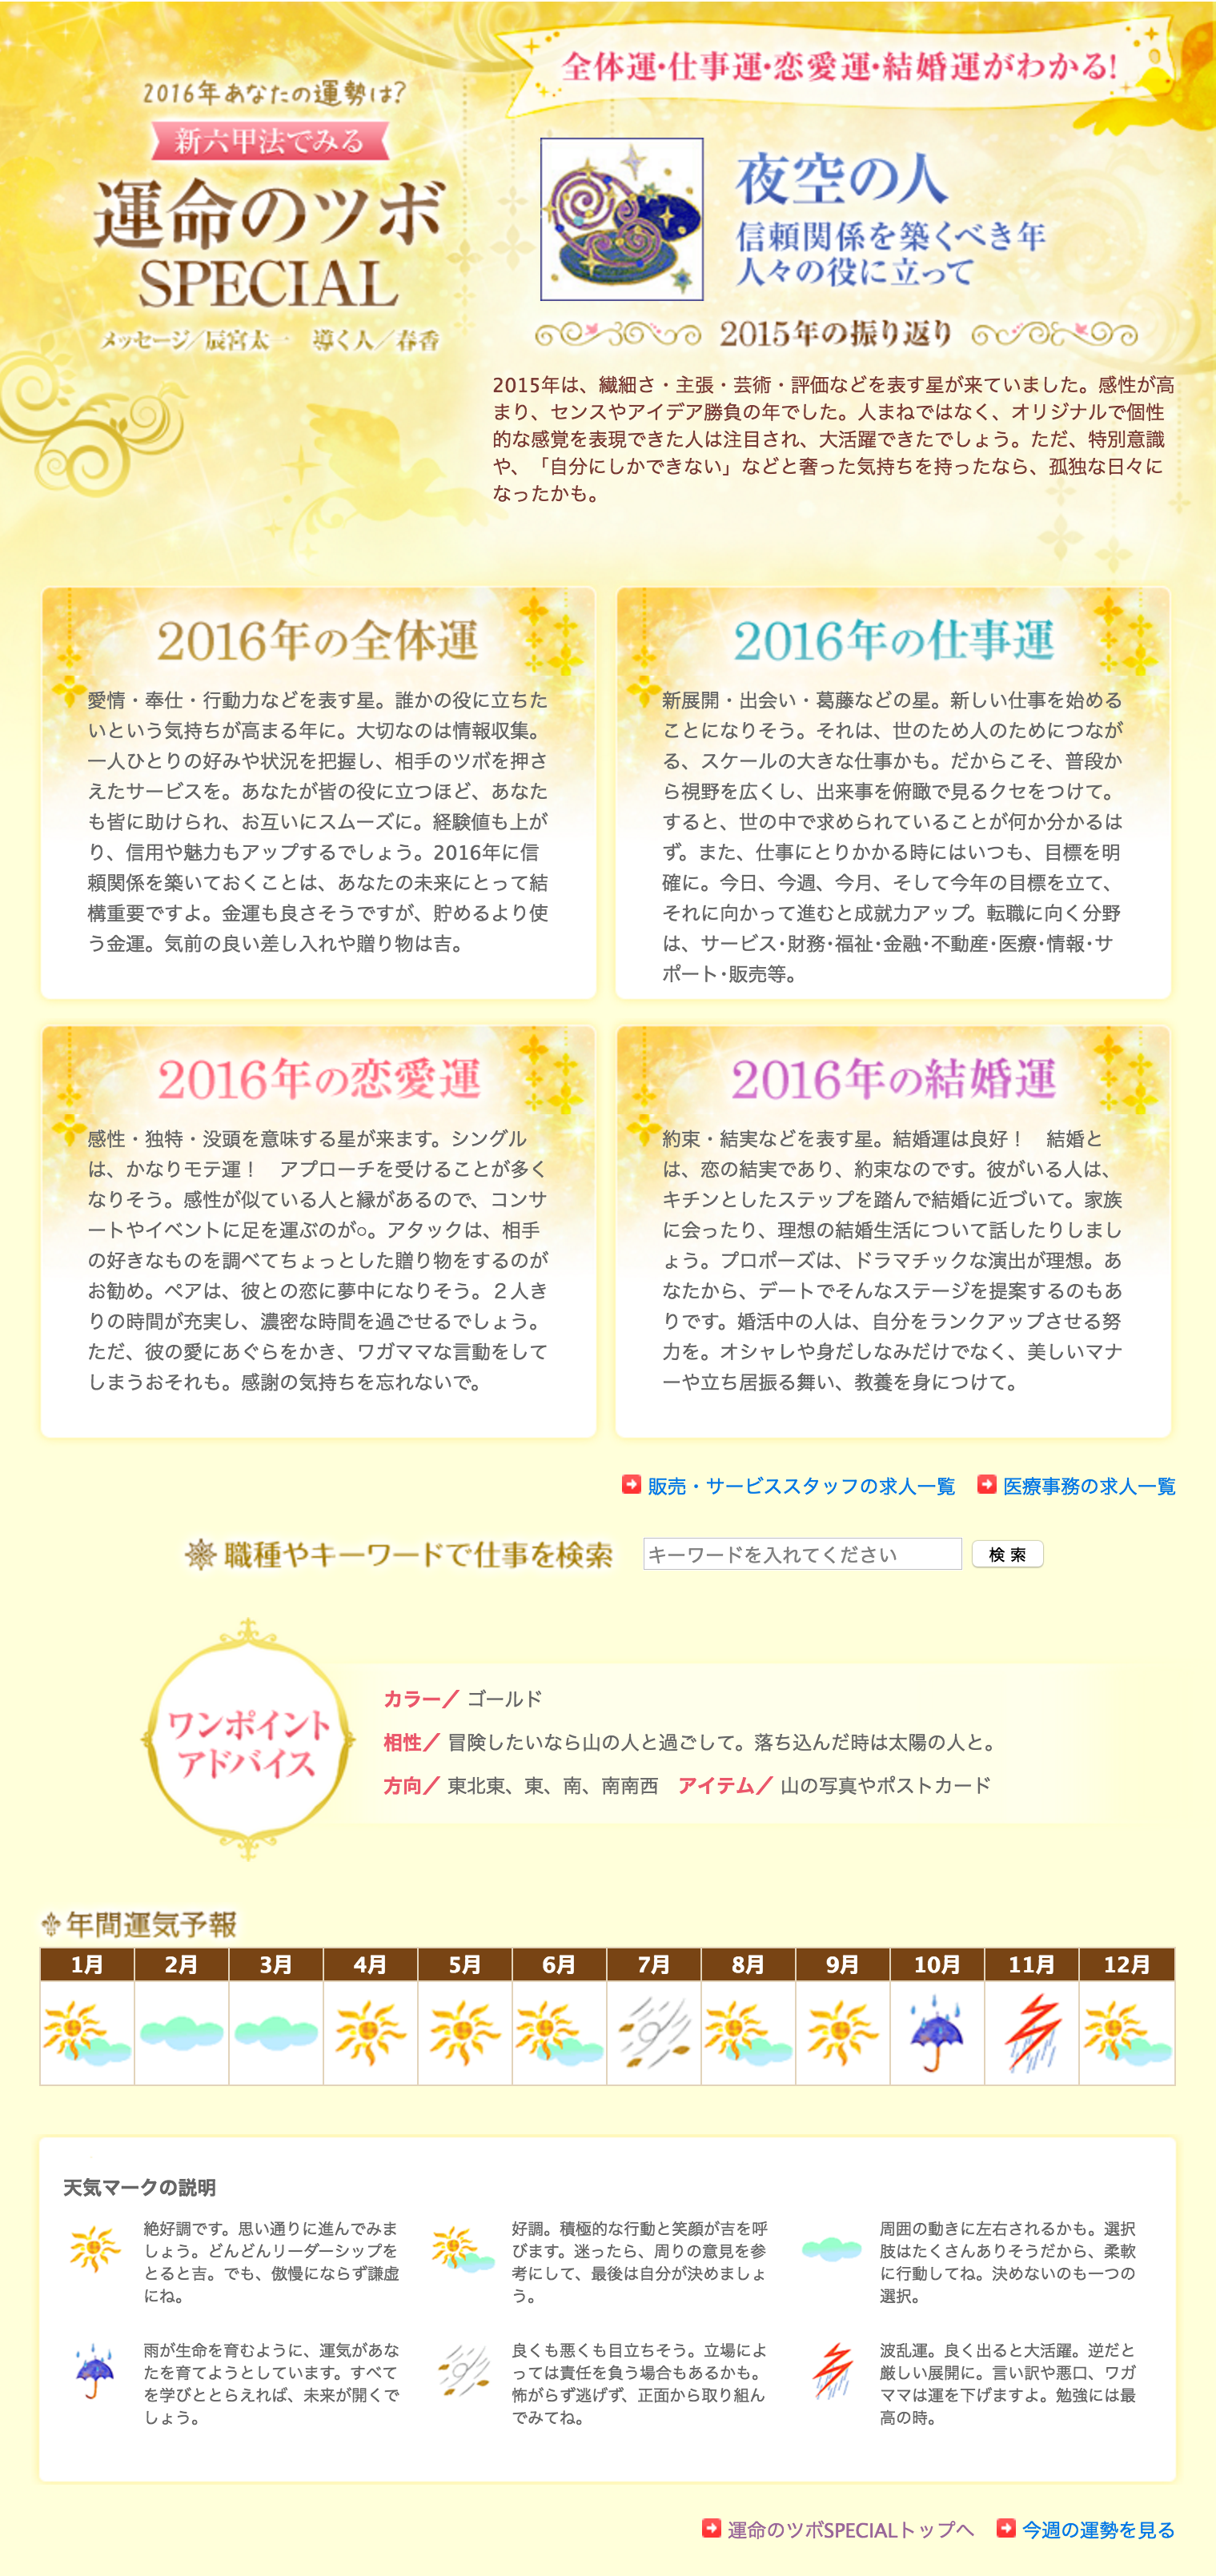 全体運・仕事運・恋愛運・結婚運がわかる!
2016年あなたの運勢は?
新六甲法でみる
運命のツボ
SPECIAL
メッセージ/辰宮太一　導く人/春香
夜空の人
信頼関係を築くべき年
人々の役に立って
2015年の振り返り
2015年は、繊細さ・主張・芸術・評価などを表す星が来ていました。感性が高
まり、センスやアイデア勝負の年でした。人まねではなく、オリジナルで個性
的な感覚を表現できた人は注目され、大活躍できたでしょう。ただ、特別意識
や、「自分にしかできない」などと奢った気持ちを持ったなら、孤独な日々に
なったかも。
2016年の全体運
愛情・奉仕・行動力などを表す星。誰かの役に立ちた
いという気持ちが高まる年に。大切なのは情報収集。
一人ひとりの好みや状況を把握し、相手のツボを押さ
えたサービスを。あなたが皆の役に立つほど、あなた
も皆に助けられ、お互いにスムーズに。経験値も上が
り、信用や魅力もアップするでしょう。2016年に信
頼関係を築いておくことは、あなたの未来にとって結
構重要ですよ。金運も良さそうですが、貯めるより使
う金運。気前の良い差し入れや贈り物は吉。
2016年の仕事運
新展開・出会い・葛藤などの星。新しい仕事を始める
ことになりそう。それは、世のため人のためにつなが
る、スケールの大きな仕事かも。だからこそ、普段か
ら視野を広くし、出来事を俯瞰で見るクセをつけて。
すると、世の中で求められていることが何か分かるは
ず。また、仕事にとりかかる時にはいつも、目標を明
確に。今日、今週、今月、そして今年の目標を立て、
それに向かって進むと成就力アップ。転職に向く分野
は、サービス･財務･福祉･金融･不動産･医療･情報･サ
ポート･販売等。
2016年の恋愛運
感性・独特・没頭を意味する星が来ます。シングル
は、かなりモテ運！　アプローチを受けることが多く
なりそう。感性が似ている人と縁があるので、コンサ
ートやイベントに足を運ぶのが○。アタックは、相手
の好きなものを調べてちょっとした贈り物をするのが
お勧め。ペアは、彼との恋に夢中になりそう。２人き
りの時間が充実し、濃密な時間を過ごせるでしょう。
ただ、彼の愛にあぐらをかき、ワガママな言動をして
しまうおそれも。感謝の気持ちを忘れないで。
2016年の結婚運
約束・結実などを表す星。結婚運は良好！　結婚と
は、恋の結実であり、約束なのです。彼がいる人は、
キチンとしたステップを踏んで結婚に近づいて。家族
に会ったり、理想の結婚生活について話したりしまし
ょう。プロポーズは、ドラマチックな演出が理想。あ
なたから、デートでそんなステージを提案するのもあ
りです。婚活中の人は、自分をランクアップさせる努
力を。オシャレや身だしなみだけでなく、美しいマナ
ーや立ち居振る舞い、教養を身につけて。
販売・サービススタッフの求人一覧　医療事務の求人一覧
職種やキーワードで仕事を検索　キーワードを入れてください　検 索
ワンポイント
アドバイス
カラー／ ゴールド
相性／ 冒険したいなら山の人と過ごして。落ち込んだ時は太陽の人と。
方向／ 東北東、東、南、南南西　アイテム／ 山の写真やポストカード
年間運気予報
1月 2月 3月 4月 5月 6月 7月 8月 9月 10月 11月 12月
天気マークの説明
絶好調です。思い通りに進んでみま
しょう。どんどんリーダーシップを
とると吉。でも、傲慢にならず謙虚
にね。
好調。積極的な行動と笑顔が吉を呼
びます。迷ったら、周りの意見を参
考にして、最後は自分が決めましょ
う。
周囲の動きに左右されるかも。選択
肢はたくさんありそうだから、柔軟
に行動してね。決めないのも一つの
選択。
雨が生命を育むように、運気があな
たを育てようとしています。すべて
を学びととらえれば、未来が開くで
しょう。
良くも悪くも目立ちそう。立場によ
っては責任を負う場合もあるかも。
怖がらず逃げず、正面から取り組ん
でみてね。
波乱運。良く出ると大活躍。逆だと
厳しい展開に。言い訳や悪口、ワガ
ママは運を下げますよ。勉強には最
高の時。
運命のツボSPECIALトップへ　今週の運勢を見る